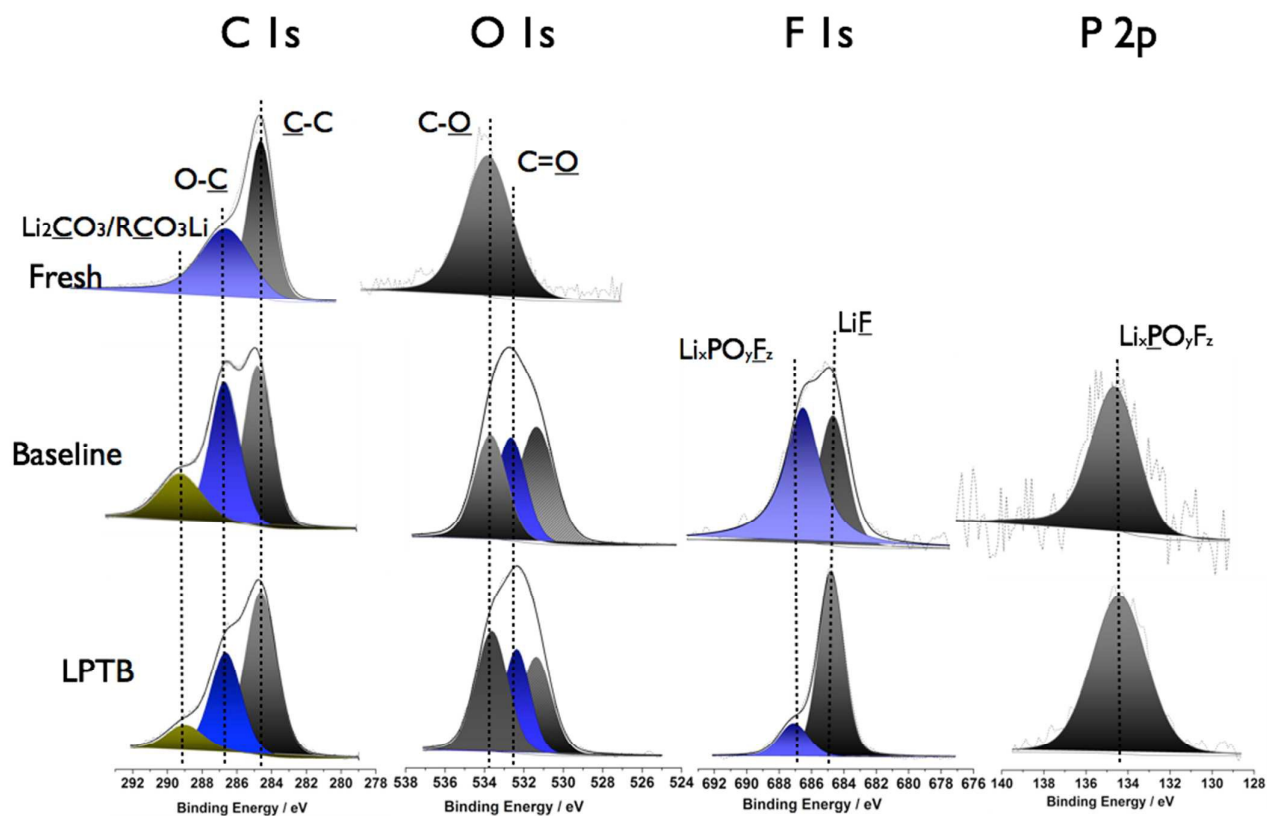 C 1s O 1s F 1s P 2p
C-C
C-O
C=O
O-C
Li₂CO₃/RCO₃Li
Fresh
LiF
LiₓPOᵧF_z
LiₓPOᵧF_z
Baseline
LPTB
292 290 288 286 284 282 280 278
538 536 534 532 530 528 526 524
692 690 688 686 684 682 680 678 676
140 138 136 134 132 130 128
Binding Energy / eV Binding Energy / eV Binding Energy / eV Binding Energy / eV